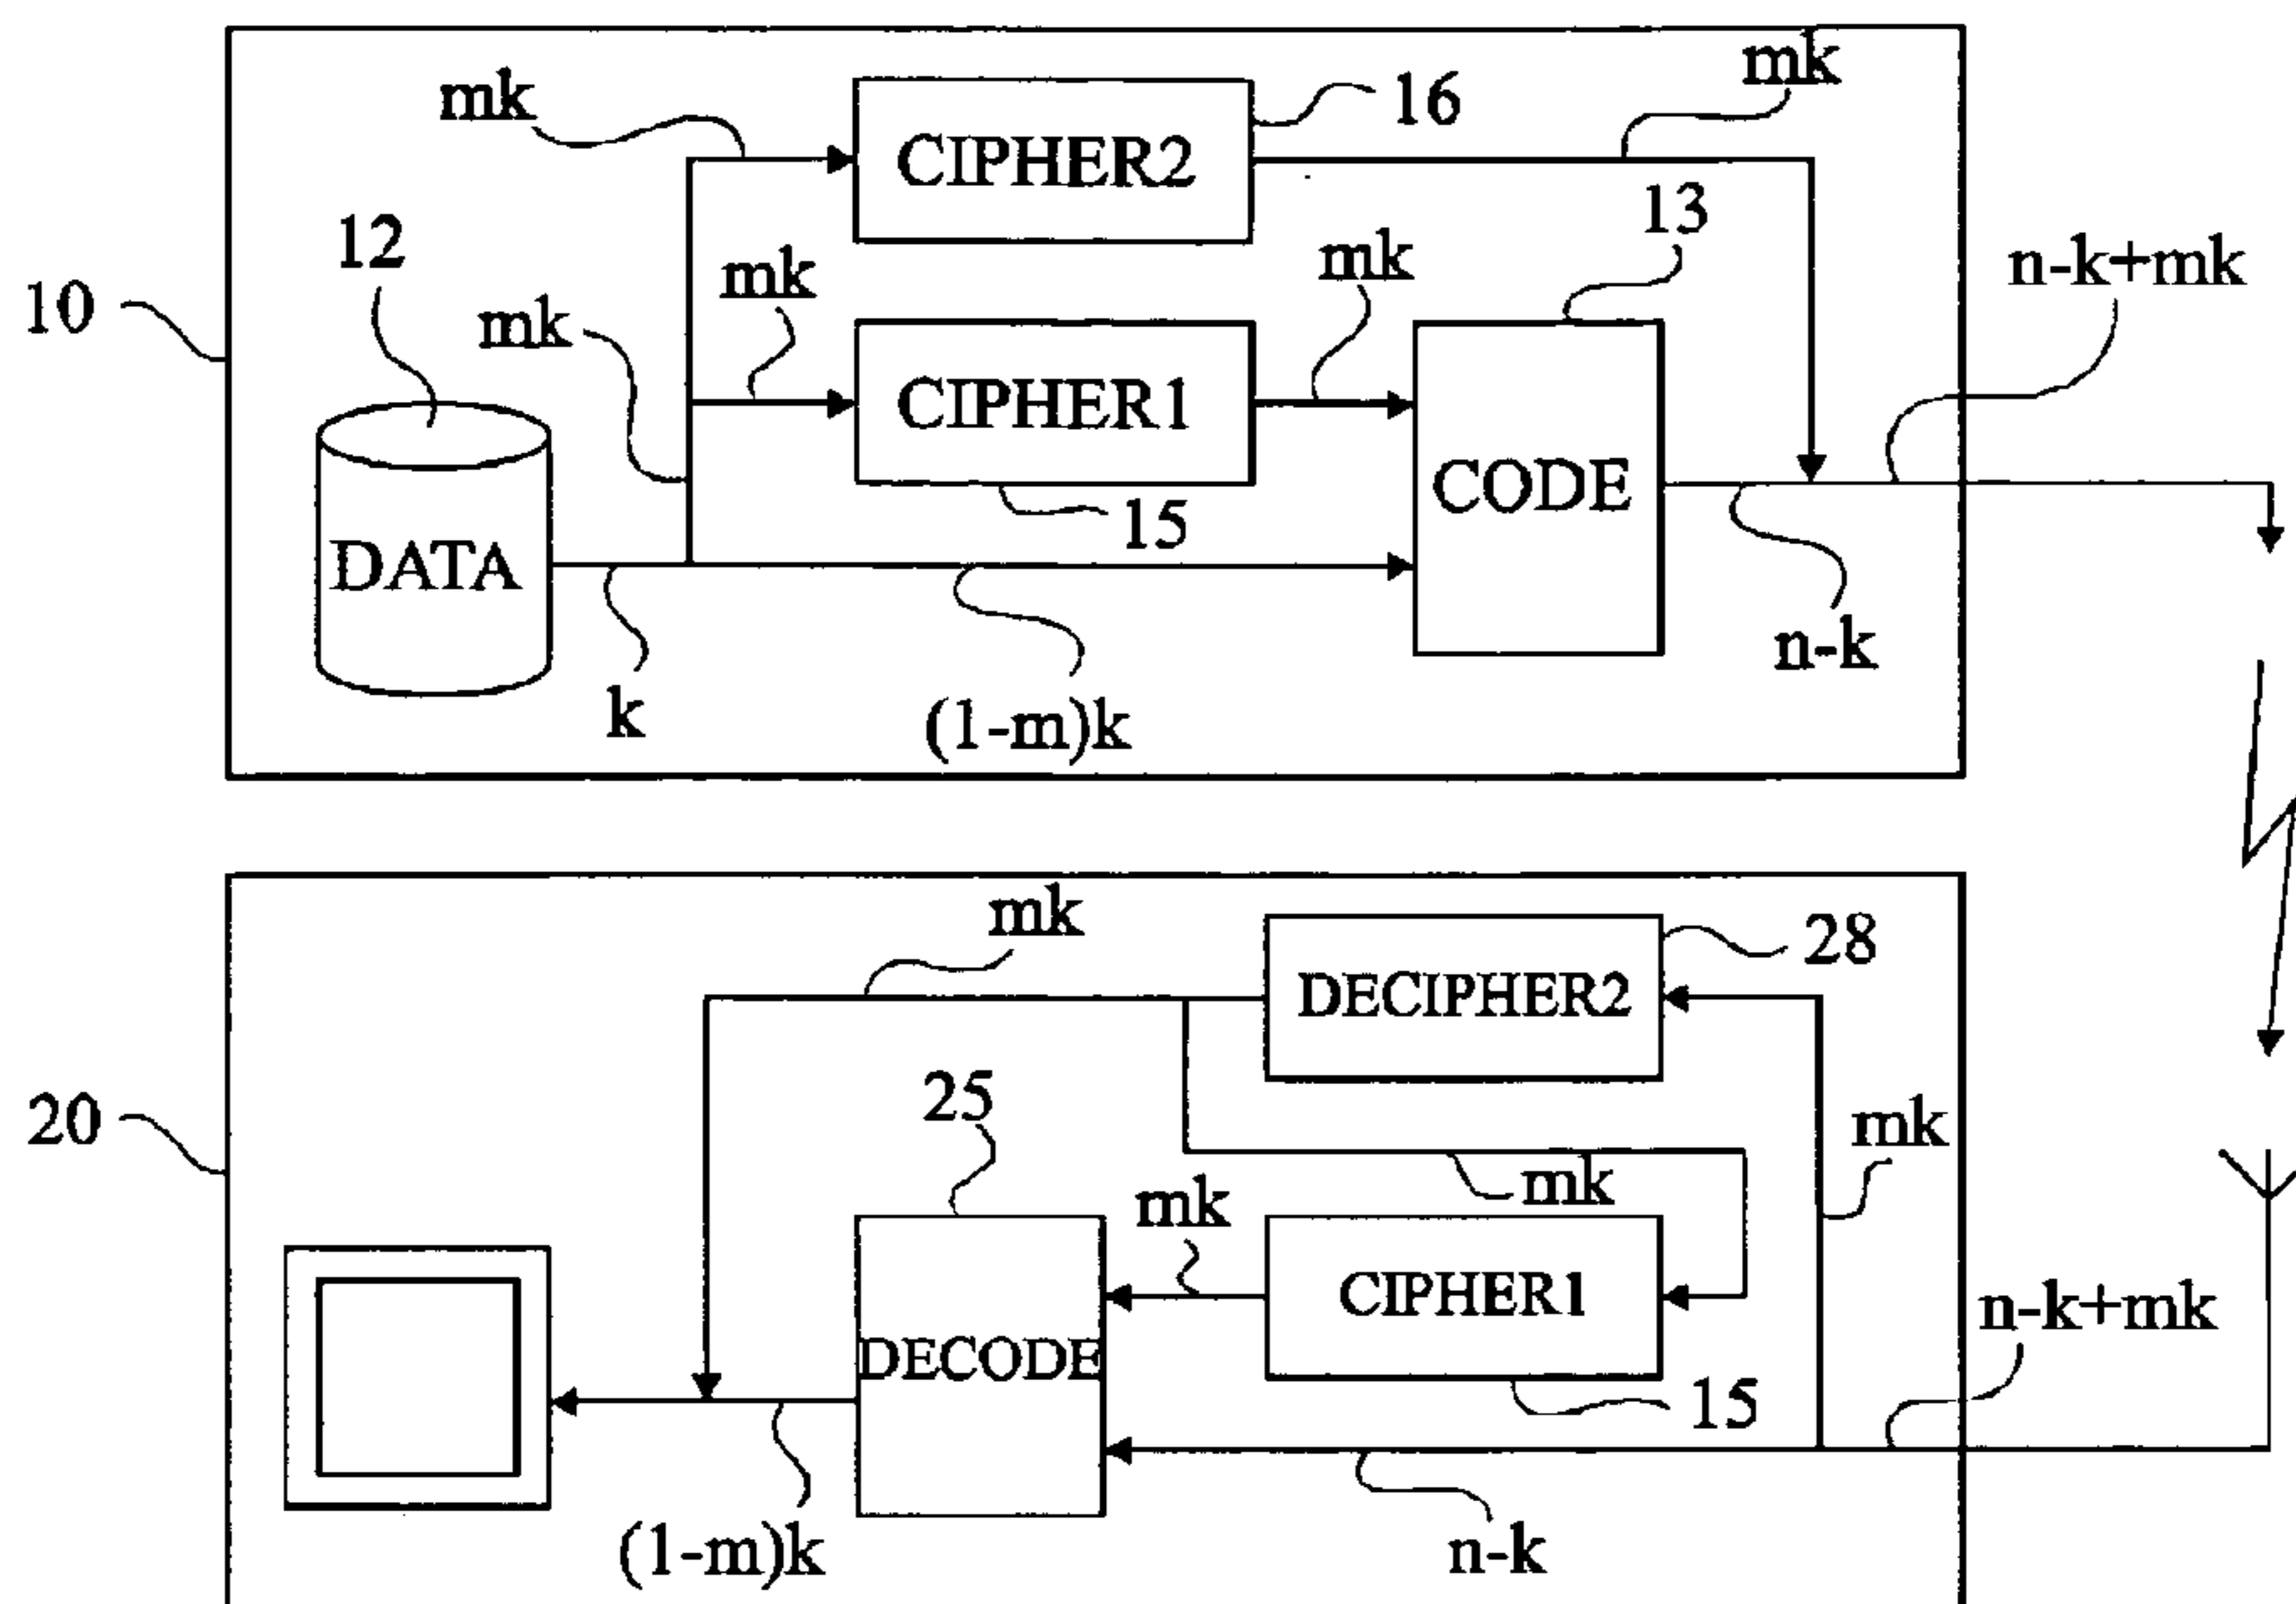 mk
CIPHER2
16
mk
12
13
10
mk
mk
mk
n-k+mk
CIPHER1
CODE
15
DATA
k
(1-m)k
n-k
mk
DECIPHER2
28
25
20
mk
mk
mk
CIPHER1
n-k+mk
DECODE
15
(1-m)k
n-k